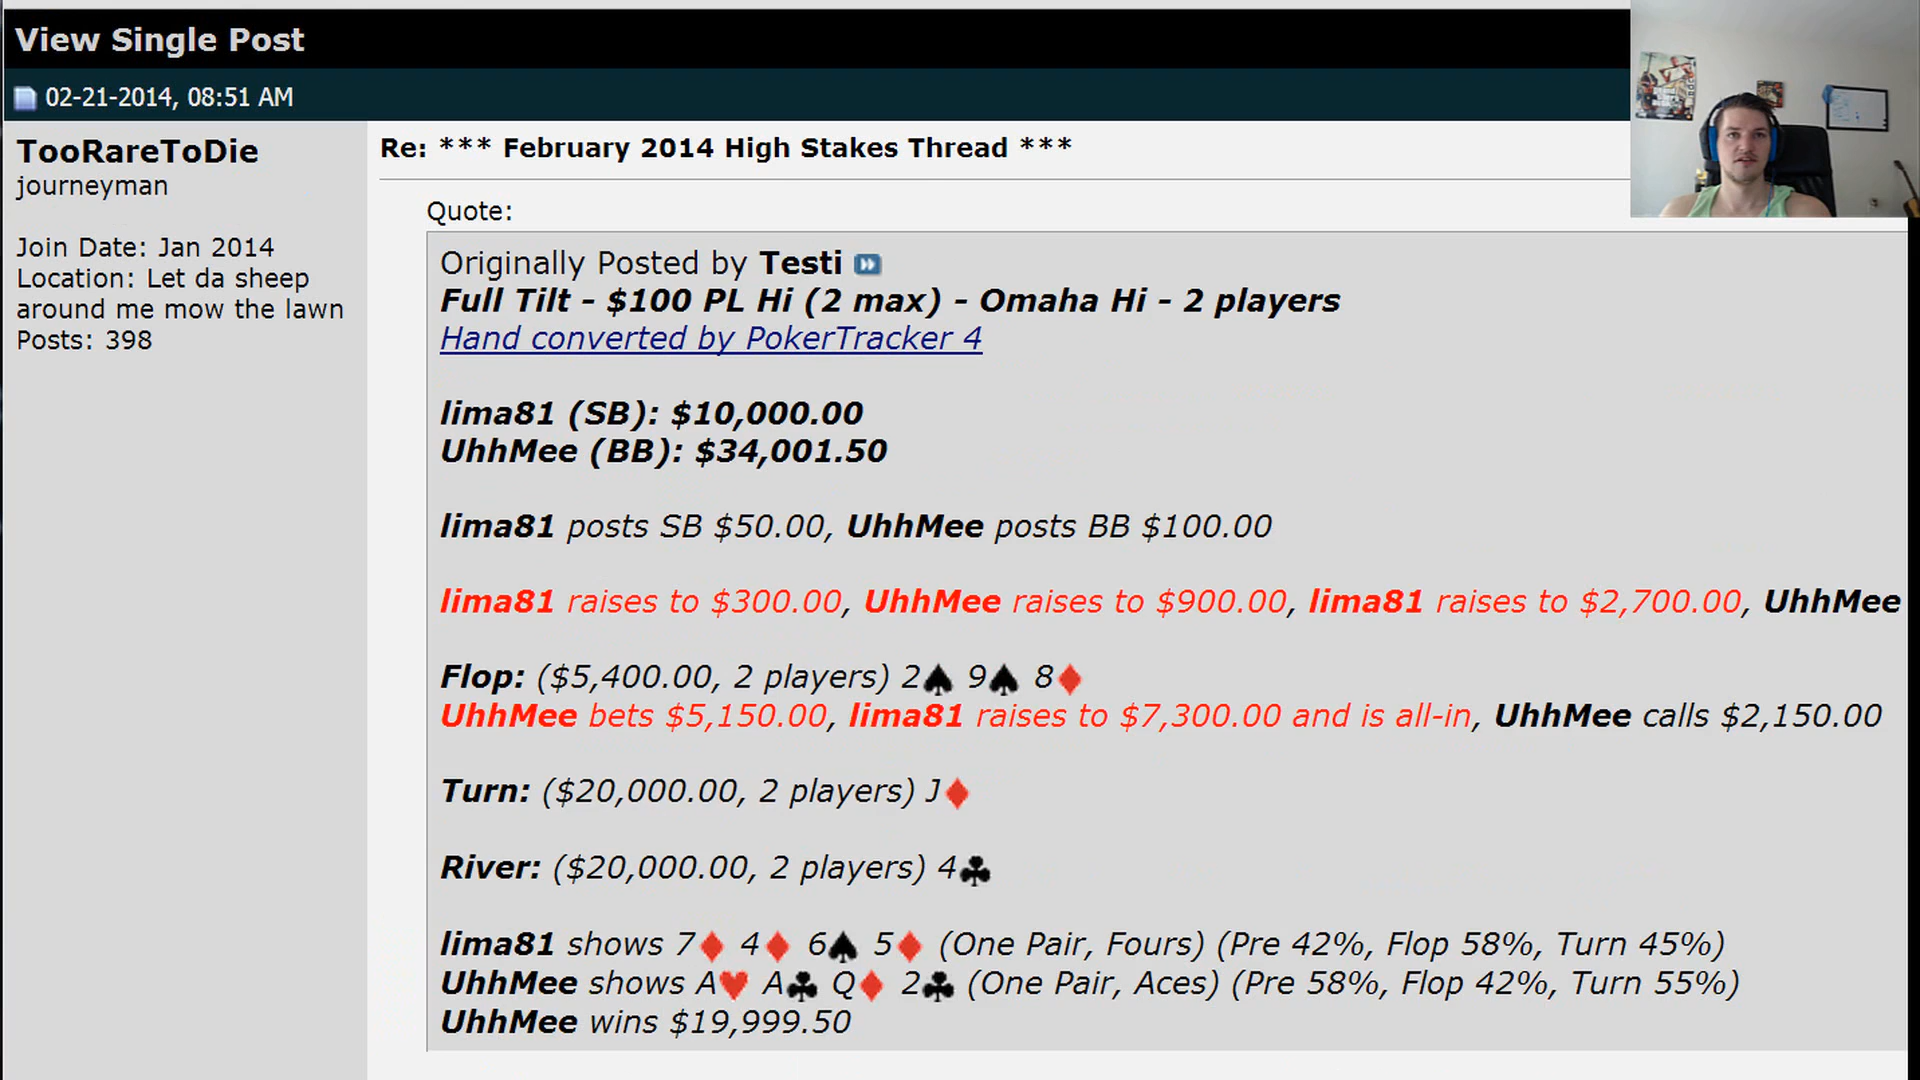 View Single Post
02-21-2014, 08:51 AM
TooRareToDie
journeyman
Join Date: Jan 2014
Location: Let da sheep
around me mow the lawn
Posts: 398
Re: *** February 2014 High Stakes Thread ***
Quote:
Originally Posted by Testi
Full Tilt - $100 PL Hi (2 max) - Omaha Hi - 2 players
Hand converted by PokerTracker 4
lima81 (SB): $10,000.00
UhhMee (BB): $34,001.50
lima81 posts SB $50.00, UhhMee posts BB $100.00
lima81 raises to $300.00, UhhMee raises to $900.00, lima81 raises to $2,700.00, UhhMee
Flop: ($5,400.00, 2 players) 2♠ 9♠ 8♦
UhhMee bets $5,150.00, lima81 raises to $7,300.00 and is all-in, UhhMee calls $2,150.00
Turn: ($20,000.00, 2 players) J♦
River: ($20,000.00, 2 players) 4♣
lima81 shows 7♦ 4♦ 6♠ 5♦ (One Pair, Fours) (Pre 42%, Flop 58%, Turn 45%)
UhhMee shows A♥ A♣ Q♦ 2♣ (One Pair, Aces) (Pre 58%, Flop 42%, Turn 55%)
UhhMee wins $19,999.50